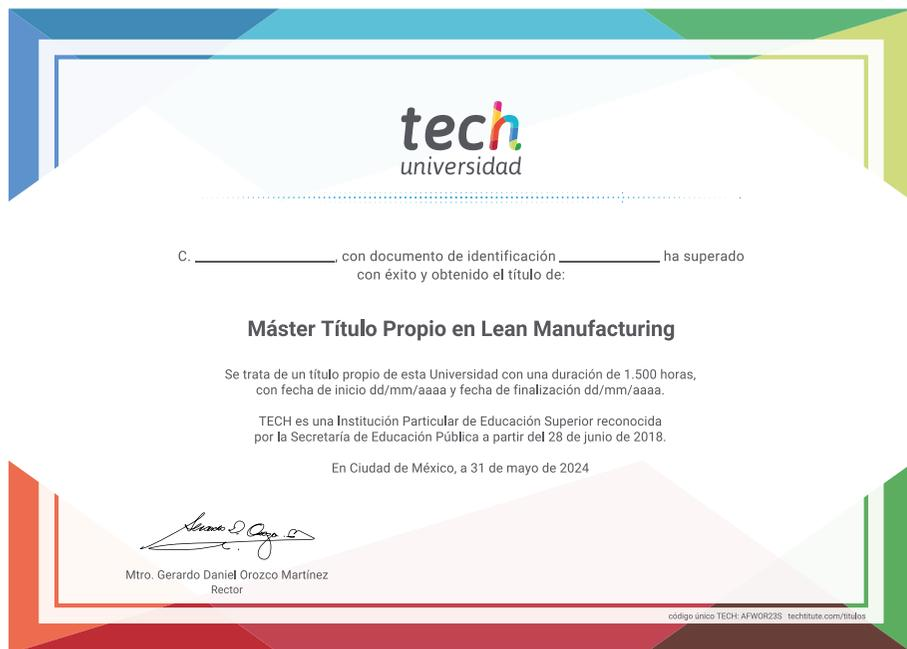 tech
universidad
C. ____________, con documento de identificación ____________ ha superado
con éxito y obtenido el título de:
Máster Título Propio en Lean Manufacturing
Se trata de un título propio de esta Universidad con una duración de 1.500 horas,
con fecha de inicio dd/mm/aaaa y fecha de finalización dd/mm/aaaa.
TECH es una Institución Particular de Educación Superior reconocida
por la Secretaría de Educación Pública a partir del 28 de junio de 2018.
En Ciudad de México, a 31 de mayo de 2024
Mtro. Gerardo Daniel Orozco Martínez
Rector
código único TECH: AFWOR23S techtitute.com/titulos